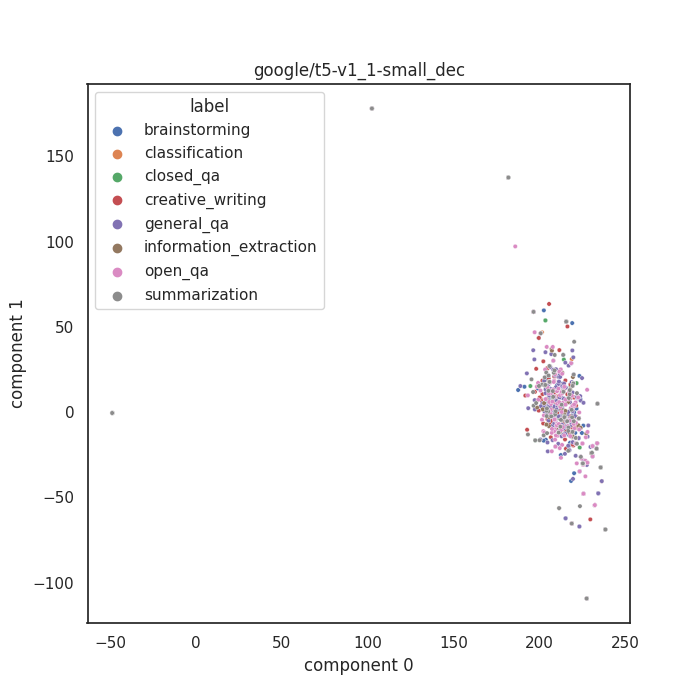 google/t5-v1_1-small_dec
label
brainstorming
classification
closed_qa
creative_writing
general_qa
information_extraction
open_qa
summarization
150
100
50
0
−50
−100
component 1
−50
0
50
100
150
200
250
component 0